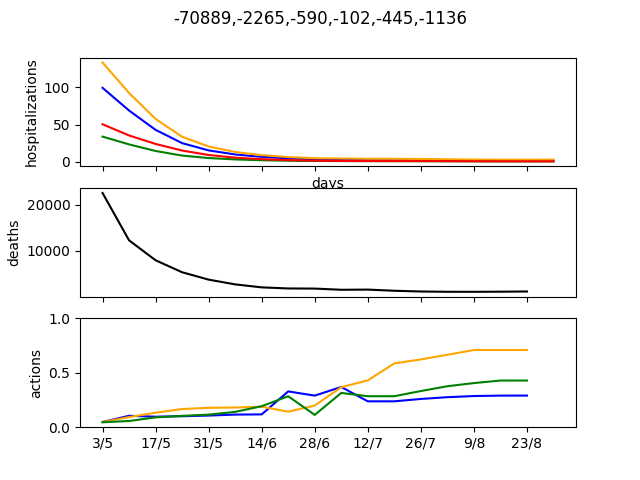 -70889,-2265,-590,-102,-445,-1136
hospitalizations
100
50
0
days
deaths
20000
10000
actions
1.0
0.5
0.0
3/5 17/5 31/5 14/6 28/6 12/7 26/7 9/8 23/8